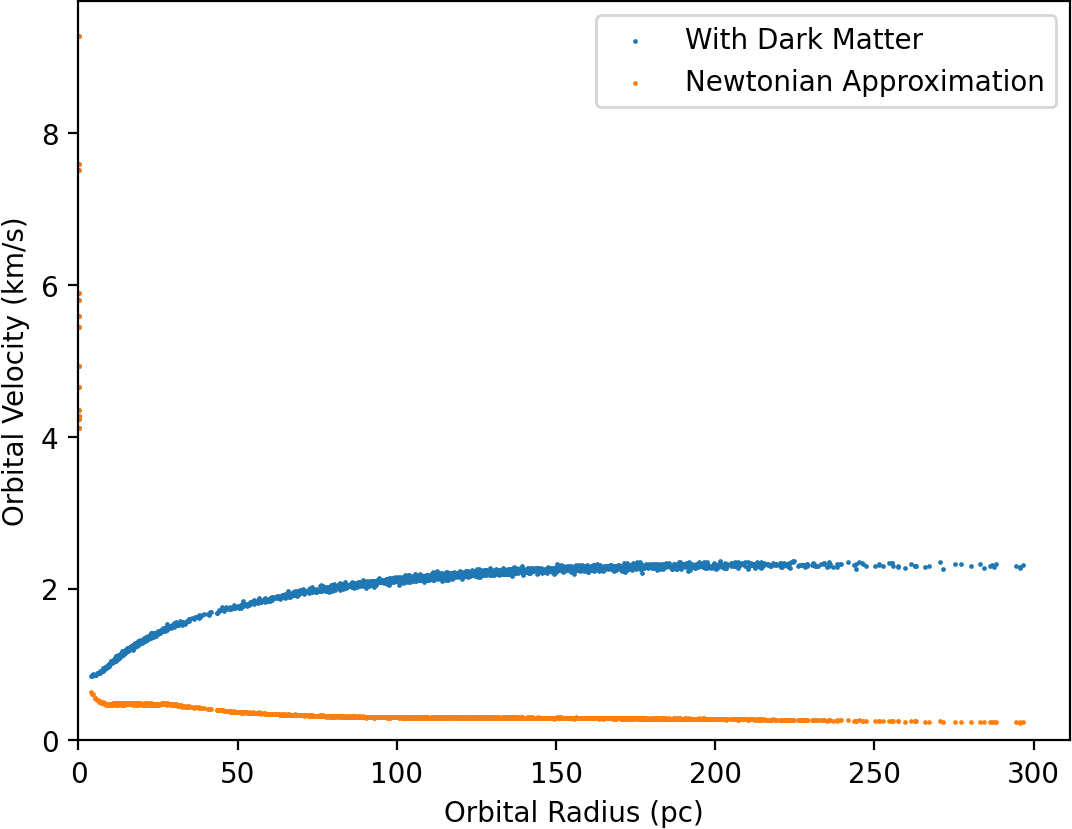 With Dark Matter
Newtonian Approximation
8
6
4
2
0
Orbital Velocity (km/s)
0 50 100 150 200 250 300
Orbital Radius (pc)